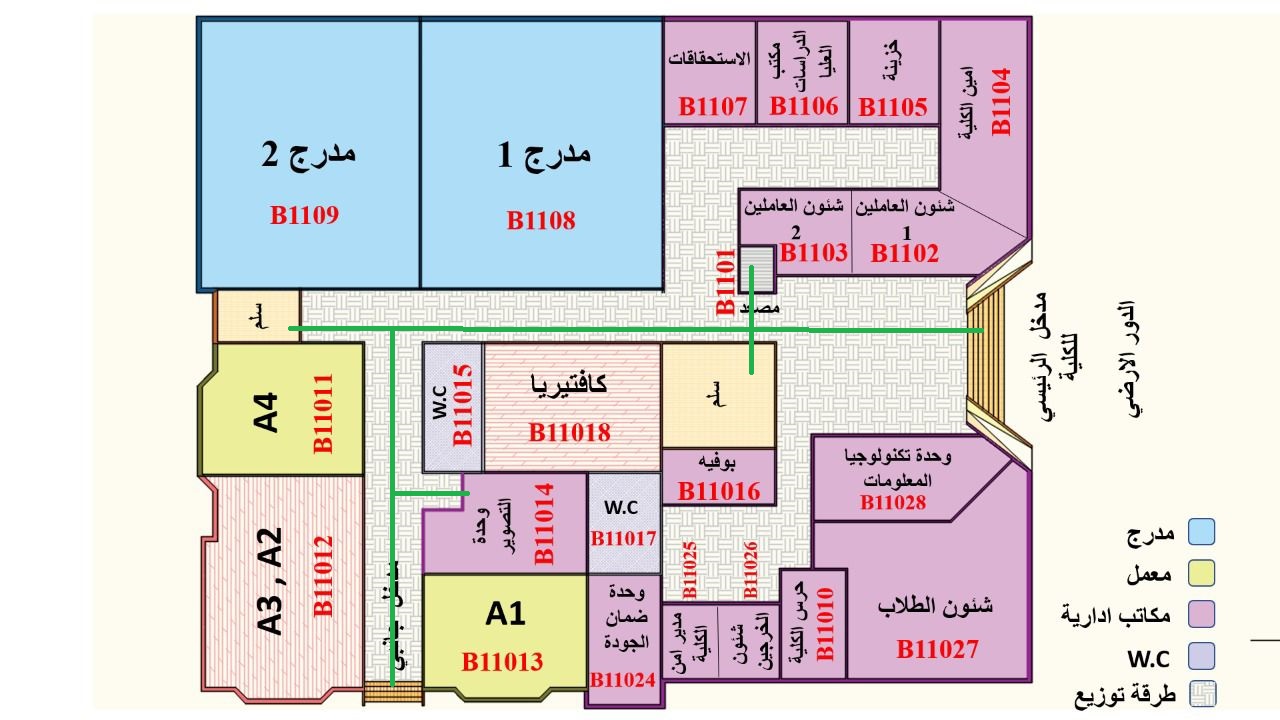 الاستحقاقات
B1107
مكتب
الدراسات
العليا
B1106
خزينة
B1105
امين الكلية
B1104
مدرج 2
B1109
مدرج 1
B1108
شئون العاملين
2
B1103
شئون العاملين
1
B1102
B1101
مصعد
سلم
مدخل الرئيسي
للكلية
الدور الارضي
A4
B11011
W.C
B11015
كافتيريا
B11018
سلم
بوفيه
B11016
وحدة تكنولوجيا
المعلومات
B11028
A3 , A2
B11012
وحدة
التصوير
B11014
W.C
B11017
B11025
B11026
جانبي
A1
B11013
وحدة
ضمان
الجودة
B11024
مدير امن
الكلية
شئون
الخرجين
حرس الكلية
B11010
شئون الطلاب
B11027
مدرج
معمل
مكاتب ادارية
W.C
طرقة توزيع